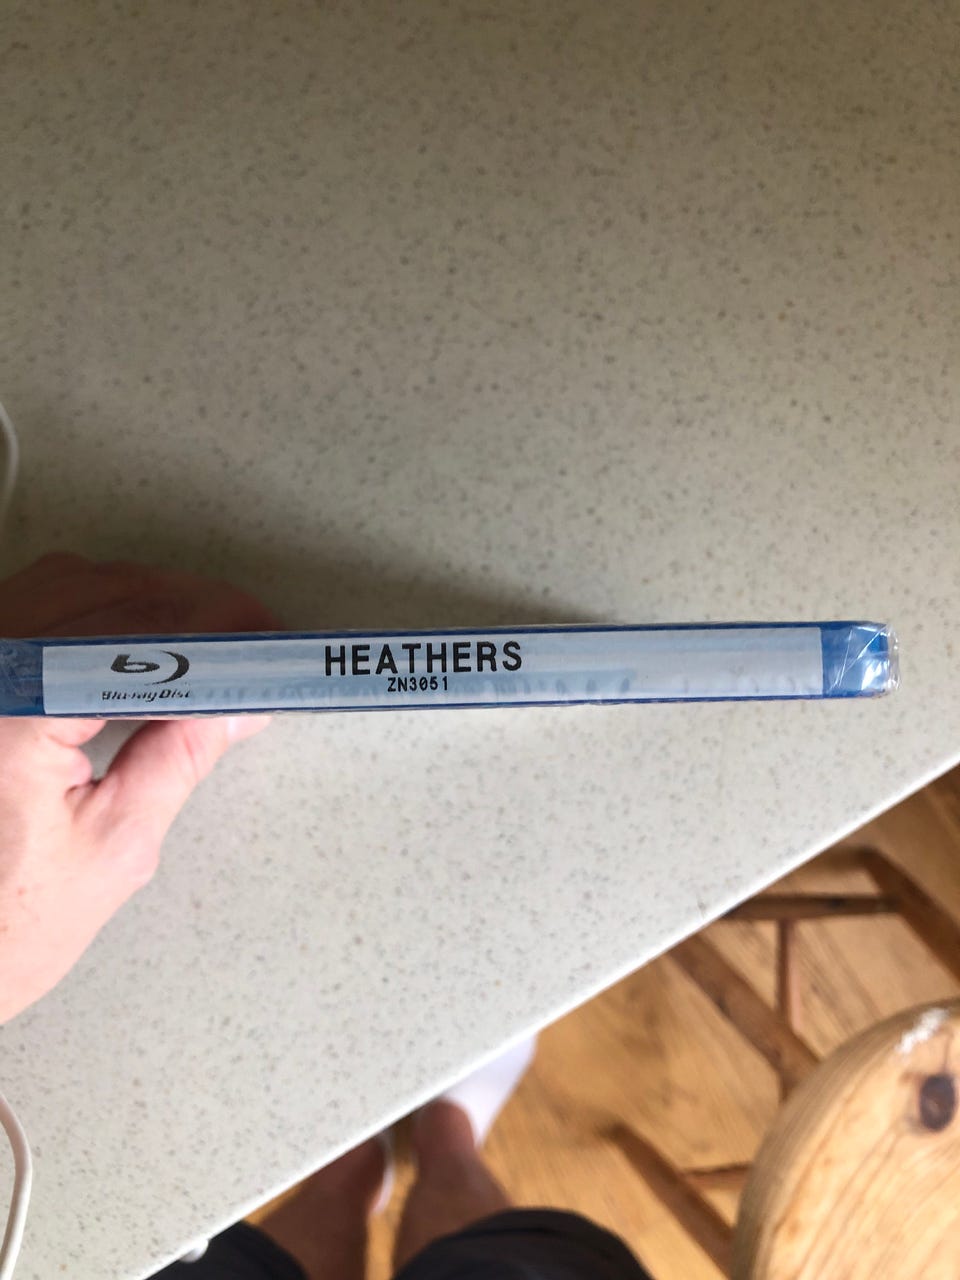 Blu-ray Disc
HEATHERS
ZN3051